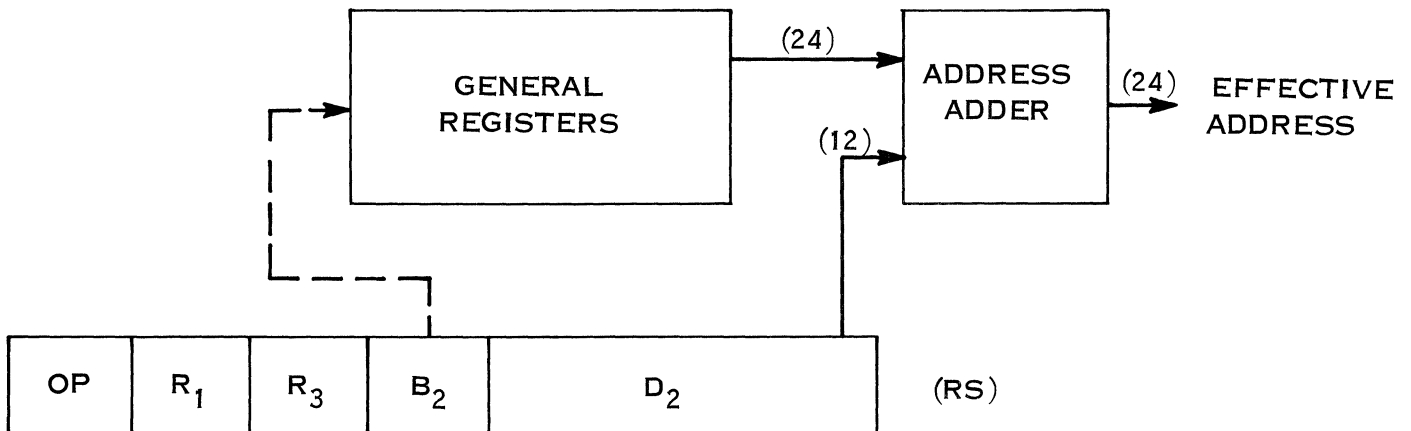 GENERAL
REGISTERS
(24)
ADDRESS
ADDER
(24)
EFFECTIVE
ADDRESS
(12)
OP
R₁
R₃
B₂
D₂
(RS)